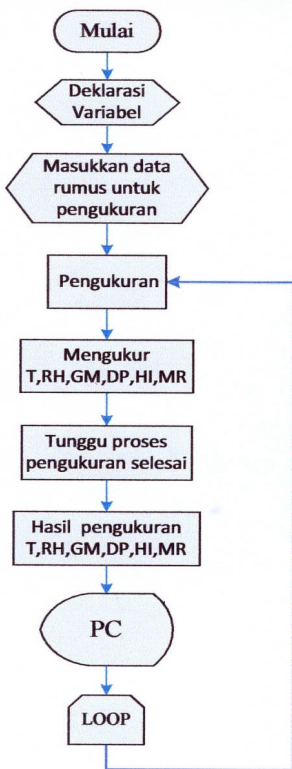 Mulai
Deklarasi
Variabel
Masukkan data
rumus untuk
pengukuran
Pengukuran
Mengukur
T,RH,GM,DP,HI,MR
Tunggu proses
pengukuran selesai
Hasil pengukuran
T,RH,GM,DP,HI,MR
PC
LOOP